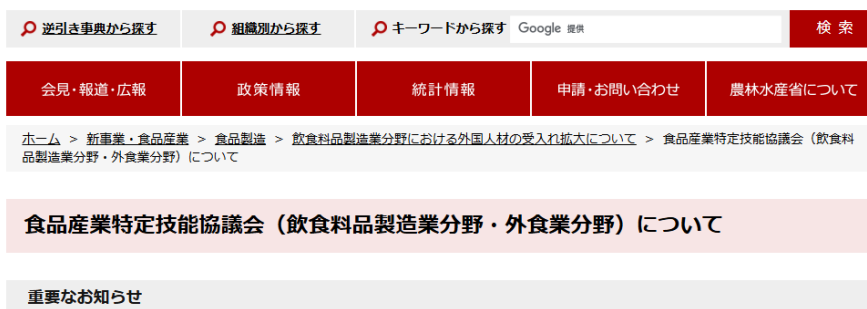 逆引き事典から探す 組織別から探す キーワードから探す Google 提供 検索
会見・報道・広報 政策情報 統計情報 申請・お問い合わせ 農林水産省について
ホーム > 新事業・食品産業 > 食品製造 > 飲食料品製造業分野における外国人材の受入れ拡大について > 食品産業特定技能協議会（飲食料
品製造業分野・外食業分野）について
食品産業特定技能協議会（飲食料品製造業分野・外食業分野）について
重要なお知らせ